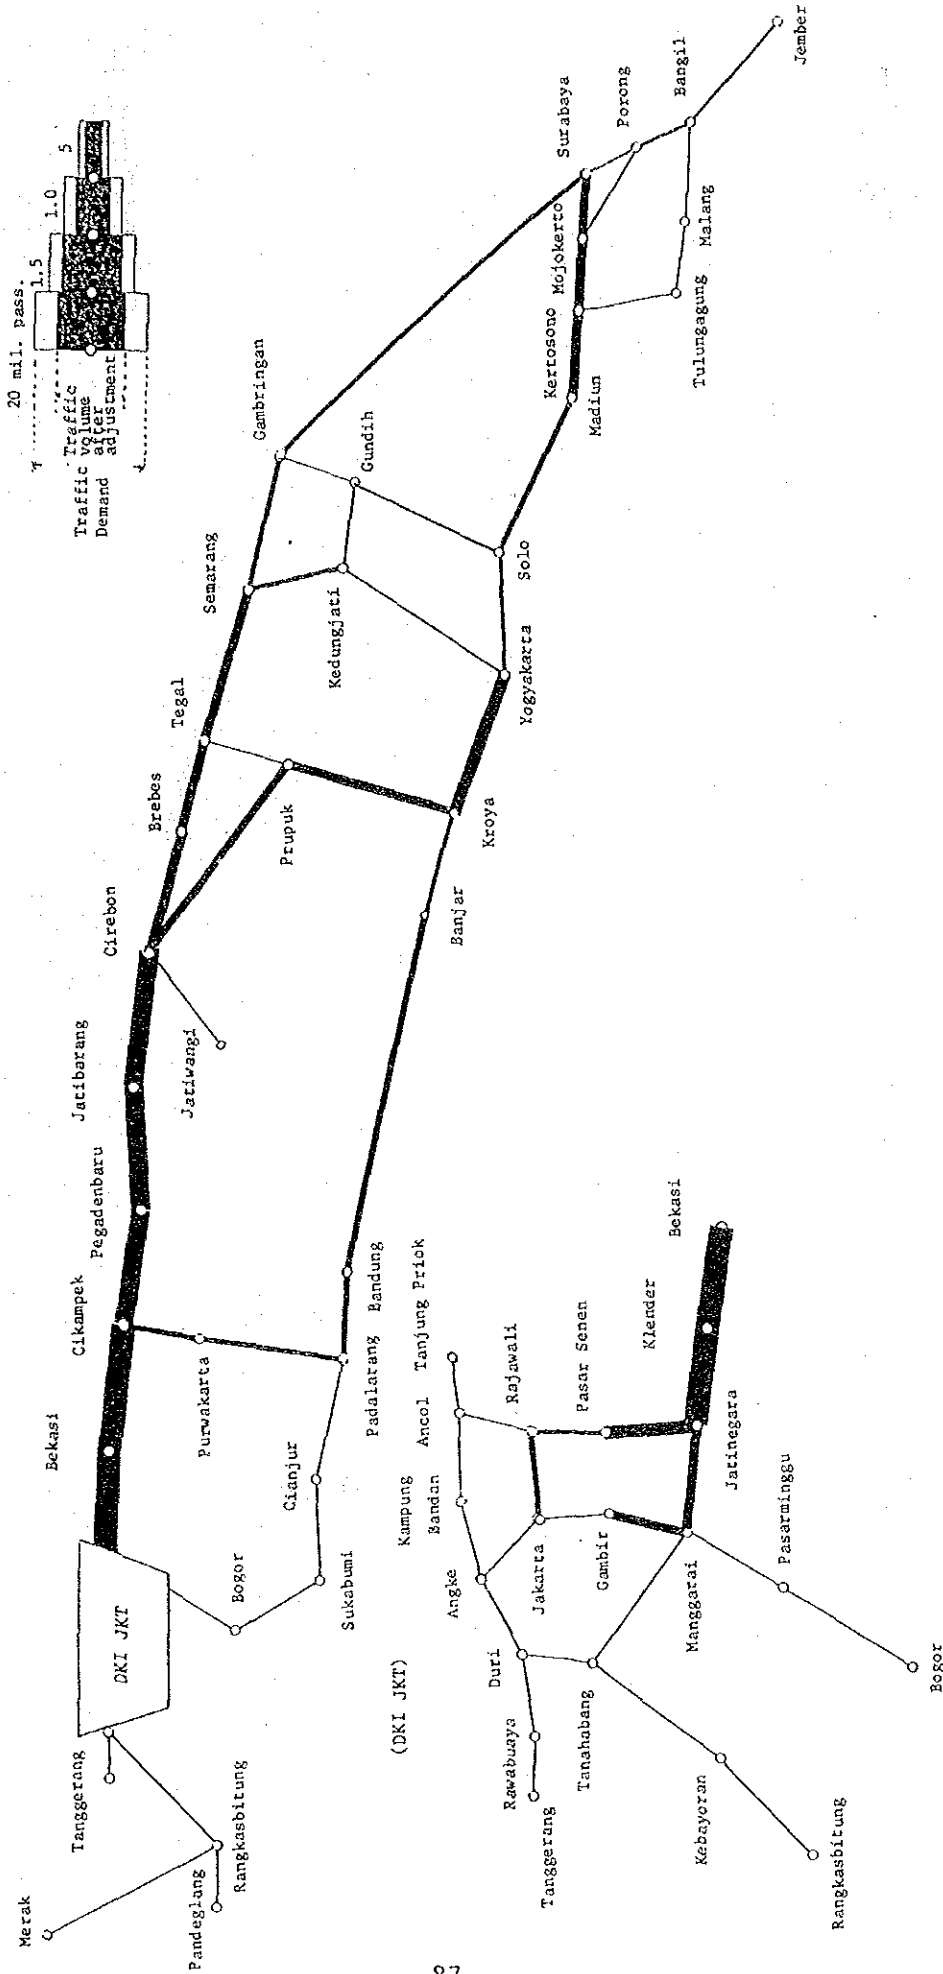 20 mil. pass.
1.5
1.0
5
Traffic Traffic
volume
after
Demand adjustment
Merak
Tanggerang
Pandeglang
Rangkasbitung
DKI JKT
Bogor
Sukabumi
Cianjur
Bekasi
Cikampek
Purwakarta
Padalarang
Bandung
Pegadenbaru
Jatibarang
Jatiwangi
Cirebon
Brebes
Tegal
Prupuk
Banjar
Kroya
Yogyakarta
Semarang
Kedungjati
Gundih
Gambringan
Solo
Madiun
Kertosono
Mojokerto
Surabaya
Porong
Bangil
Jember
Malang
Tulungagung
(DKI JKT)
Tanggerang
Rawabuaya
Duri
Angke
Kampung
Bandan
Ancol
Tanjung Priok
Rajawali
Jakarta
Pasar Senen
Gambir
Tanahabang
Manggarai
Jatinegara
Klender
Bekasi
Kebayoran
Rangkasbitung
Pasarminggu
Bogor